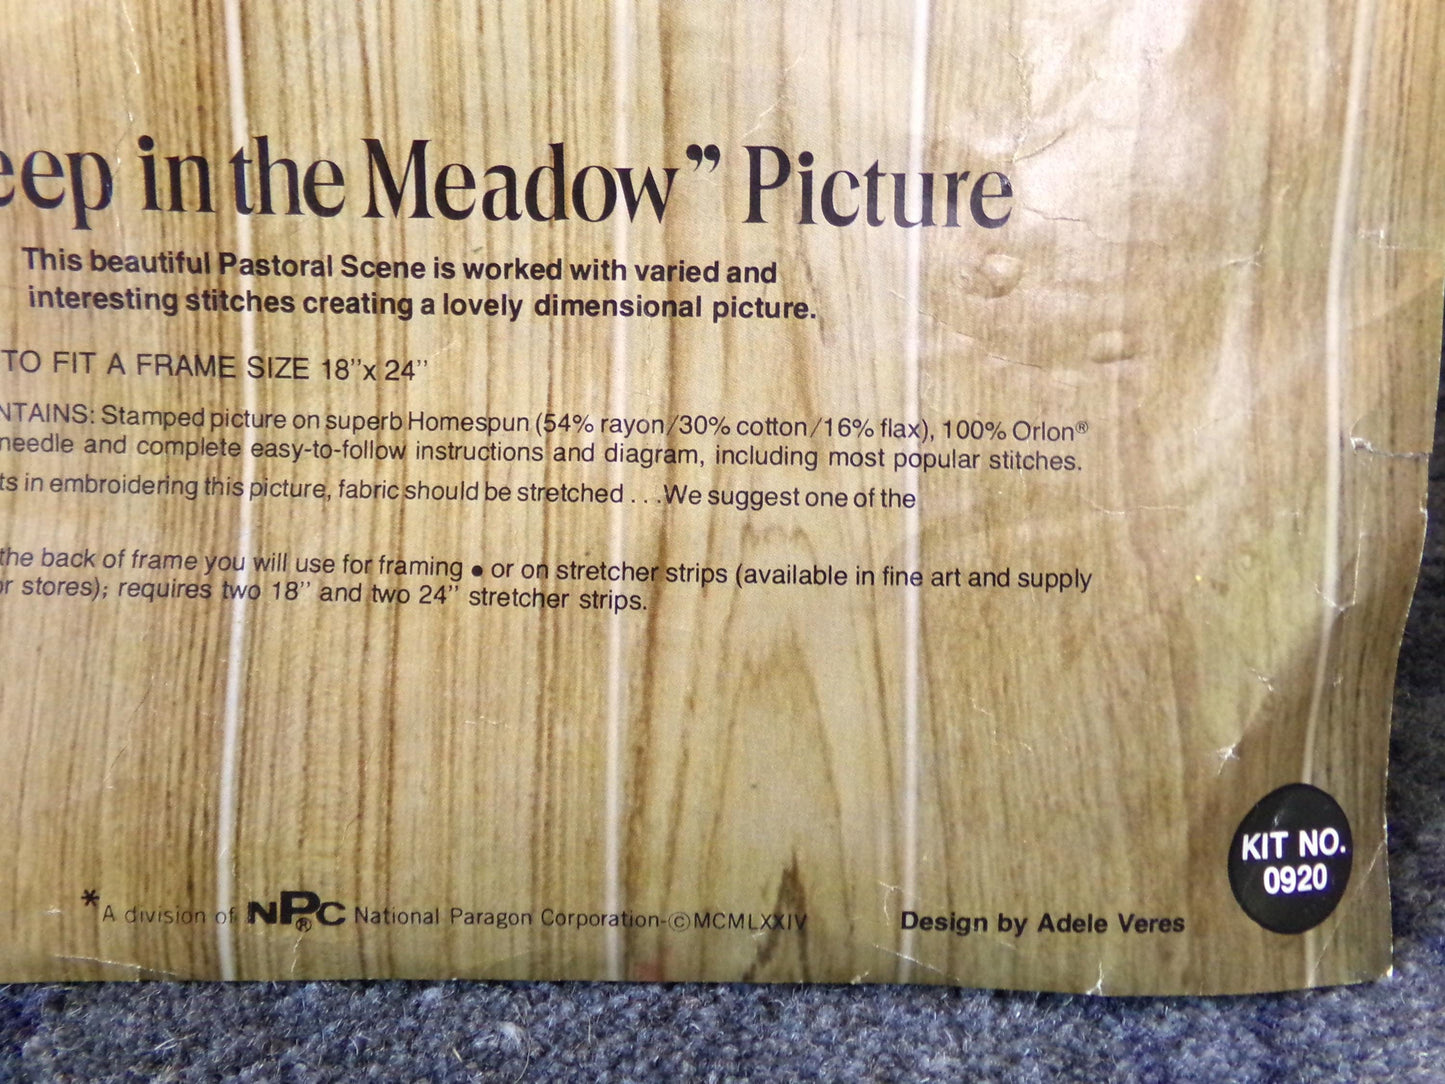 eep in the Meadow” Picture
This beautiful Pastoral Scene is worked with varied and
interesting stitches creating a lovely dimensional picture.
TO FIT A FRAME SIZE 18”x 24”
NTAINS: Stamped picture on superb Homespun (54% rayon/30% cotton/16% flax), 100% Orlon®
needle and complete easy-to-follow instructions and diagram, including most popular stitches.
ts in embroidering this picture, fabric should be stretched . . .We suggest one of the
the back of frame you will use for framing • or on stretcher strips (available in fine art and supply
or stores); requires two 18” and two 24” stretcher strips.
KIT NO.
0920
*A division of NPC® National Paragon Corporation-©MCMLXXIV
Design by Adele Veres